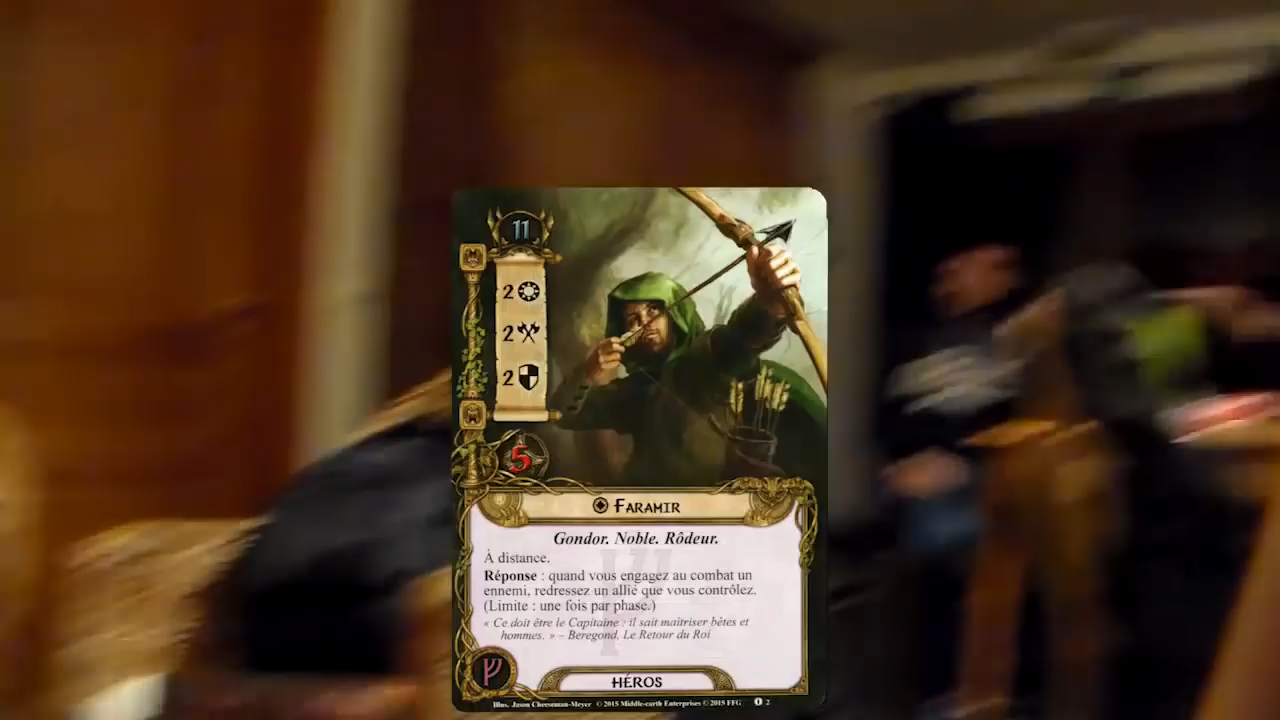 11
2
2
2
5
Faramir
Gondor. Noble. Rôdeur.
À distance.
Réponse : quand vous engagez au combat un
ennemi, redressez un allié que vous contrôlez.
(Limite : une fois par phase.)
« Ce doit être le Capitaine : il sait maîtriser bêtes et
hommes. » – Beregond, Le Retour du Roi
HÉROS
Illus. Jason Cheeseman-Meyer © 2015 Middle-earth Enterprises © 2015 FFG 2